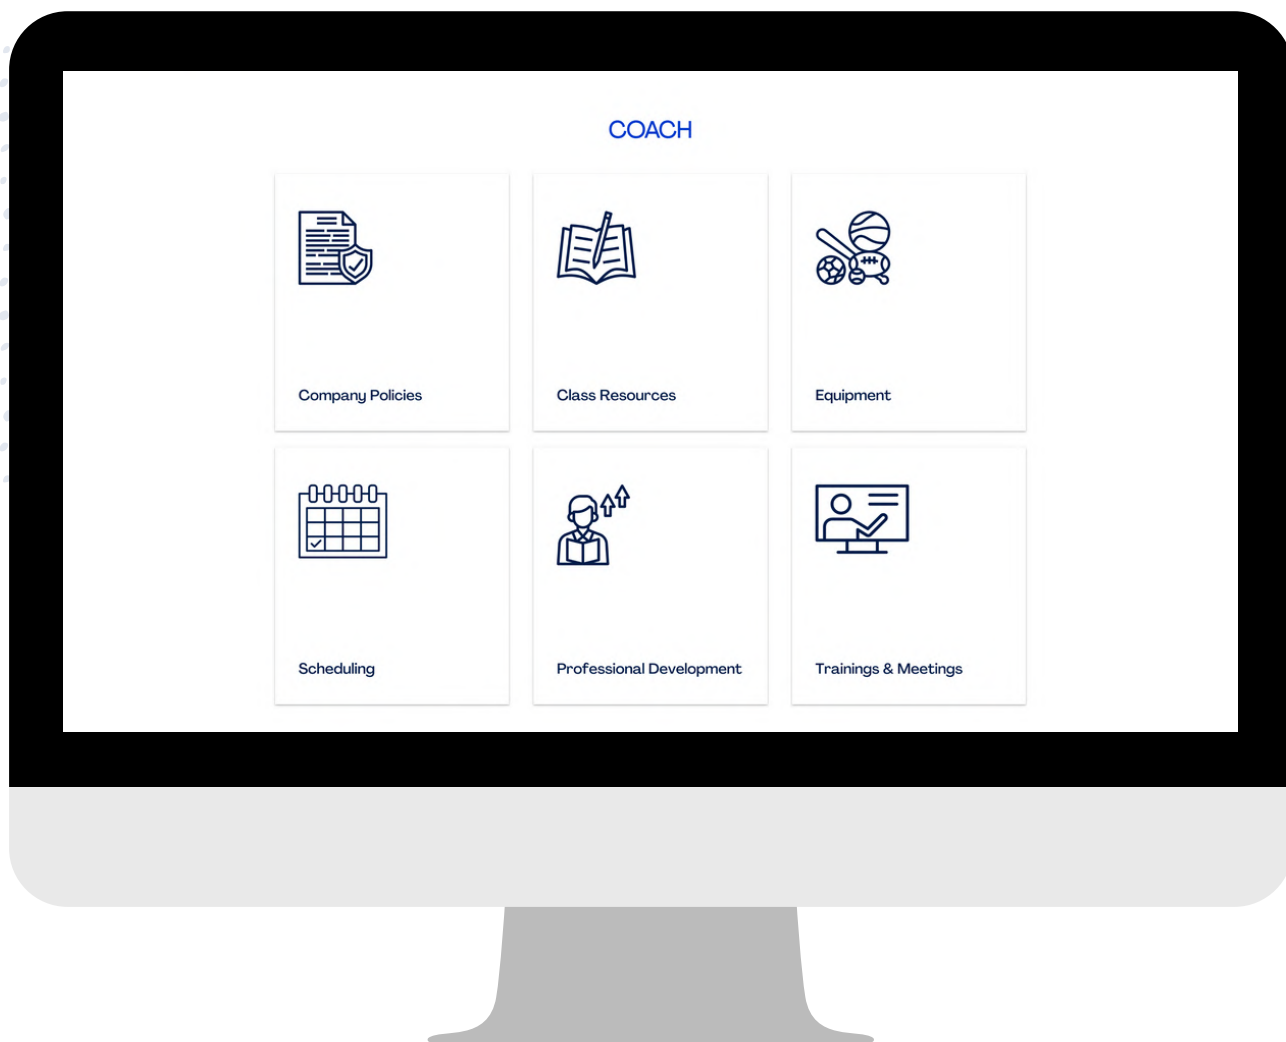 COACH
Company Policies
Class Resources
Equipment
Scheduling
Professional Development
Trainings & Meetings